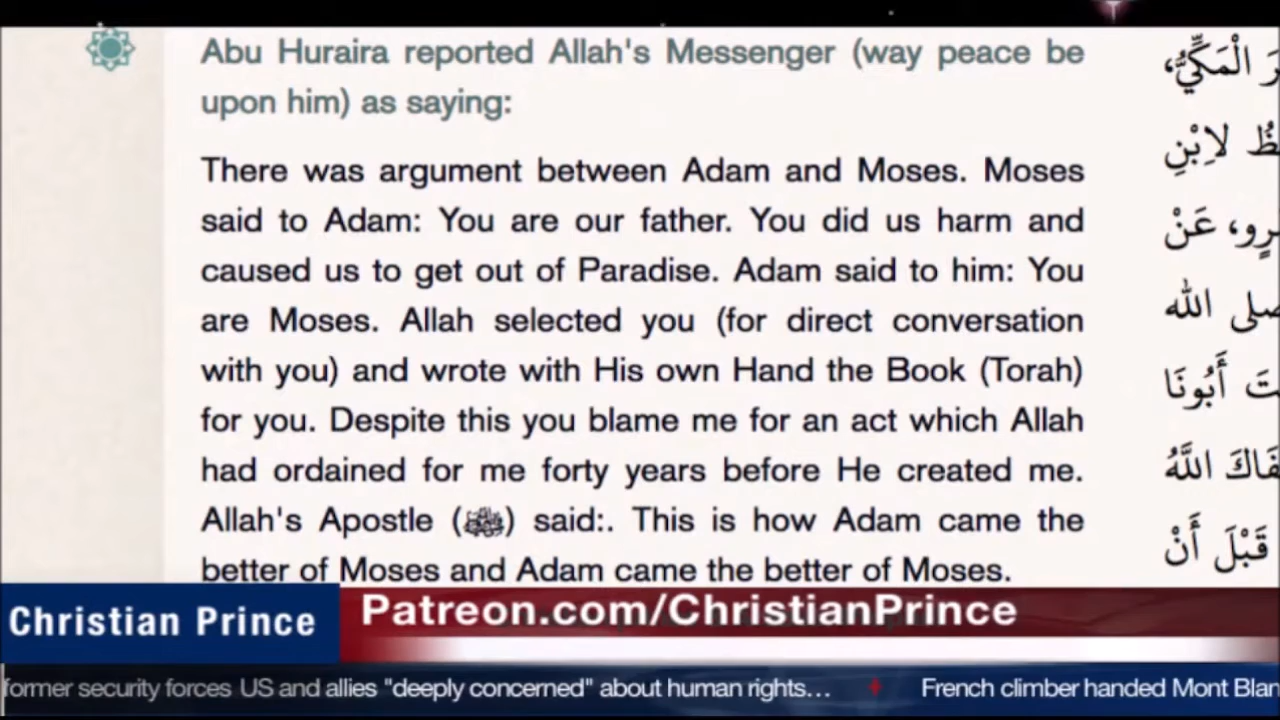 Abu Huraira reported Allah's Messenger (way peace be
upon him) as saying:
There was argument between Adam and Moses. Moses
said to Adam: You are our father. You did us harm and
caused us to get out of Paradise. Adam said to him: You
are Moses. Allah selected you (for direct conversation
with you) and wrote with His own Hand the Book (Torah)
for you. Despite this you blame me for an act which Allah
had ordained for me forty years before He created me.
Allah's Apostle (ﷺ) said:. This is how Adam came the
better of Moses and Adam came the better of Moses.
الْمَكِّيُّ،
لاِبْنِ
عَنْ
صلى الله
أَبُونَا
اللَّهُ
قَبْلَ أَنْ
Christian Prince
Patreon.com/ChristianPrince
former security forces US and allies "deeply concerned" about human rights... French climber handed Mont Blan